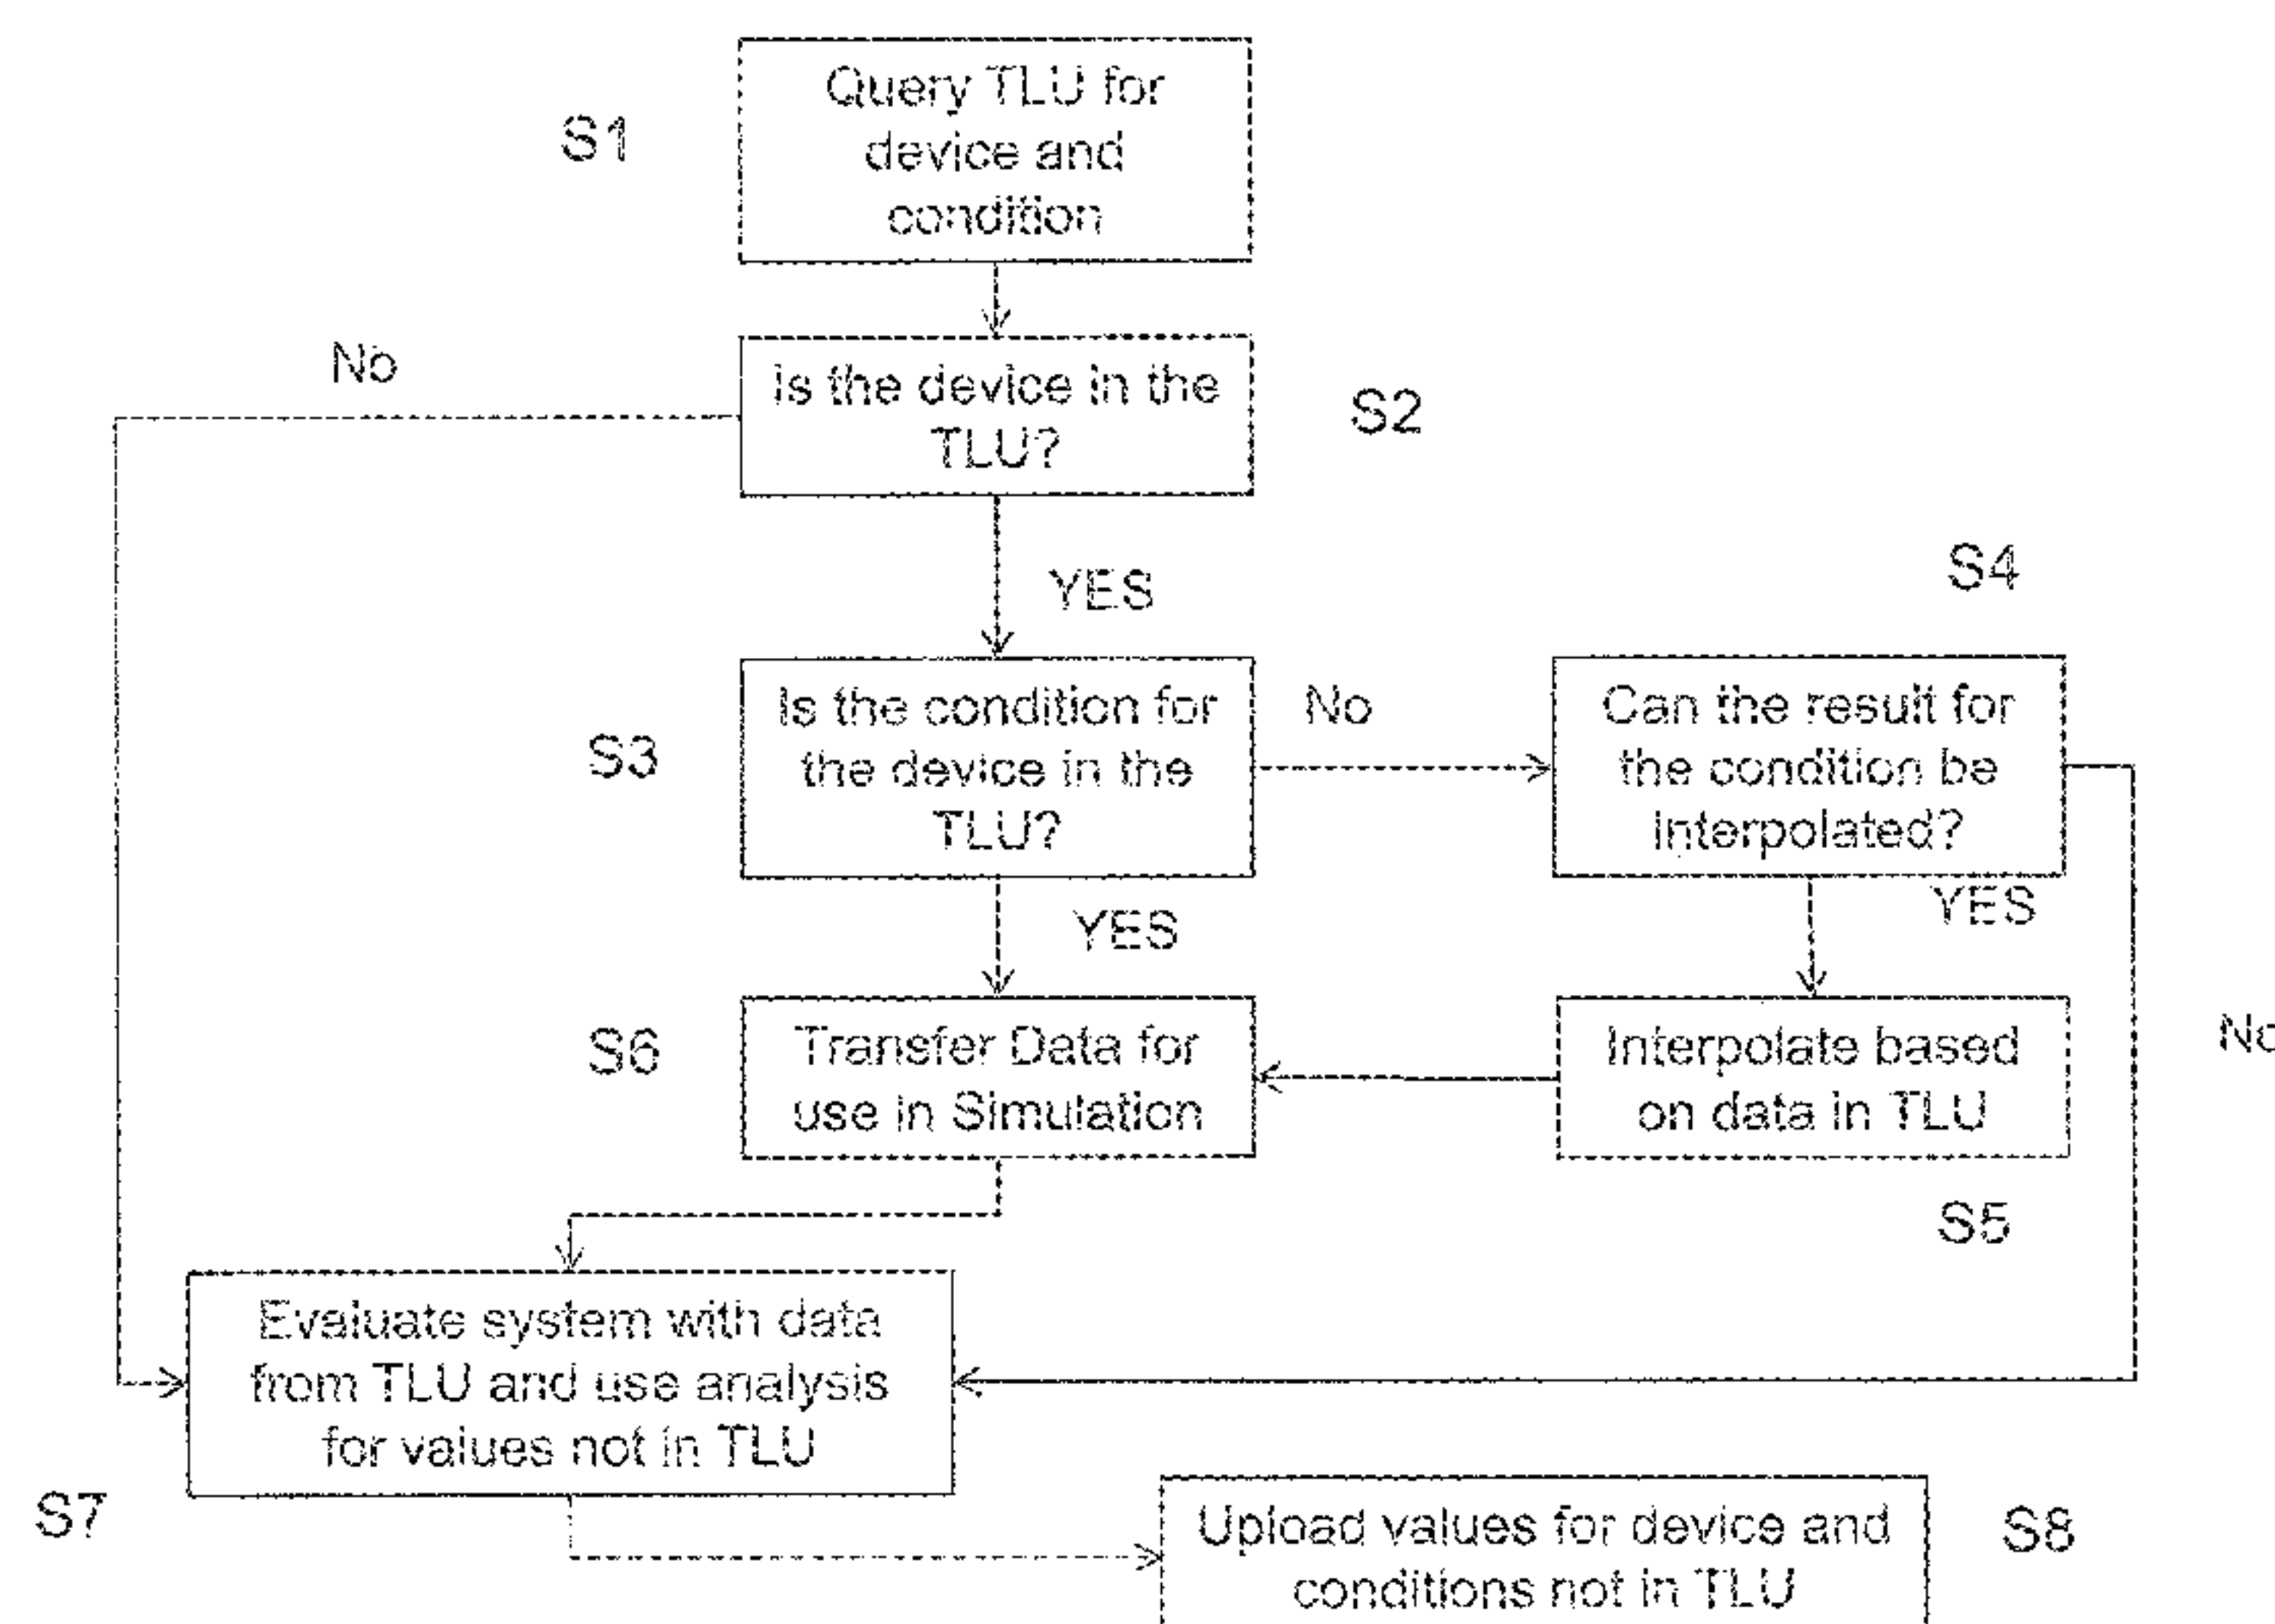 Query TLU for
device and
condition
S1
No
Is the device in the
TLU?
S2
YES
S4
Is the condition for
the device in the
TLU?
No
Can the result for
the condition be
interpolated?
S3
YES
YES
S6
Transfer Data for
use in Simulation
Interpolate based
on data in TLU
No
S5
Evaluate system with data
from TLU and use analysis
for values not in TLU
S7
Upload values for device and
conditions not in TLU
S8